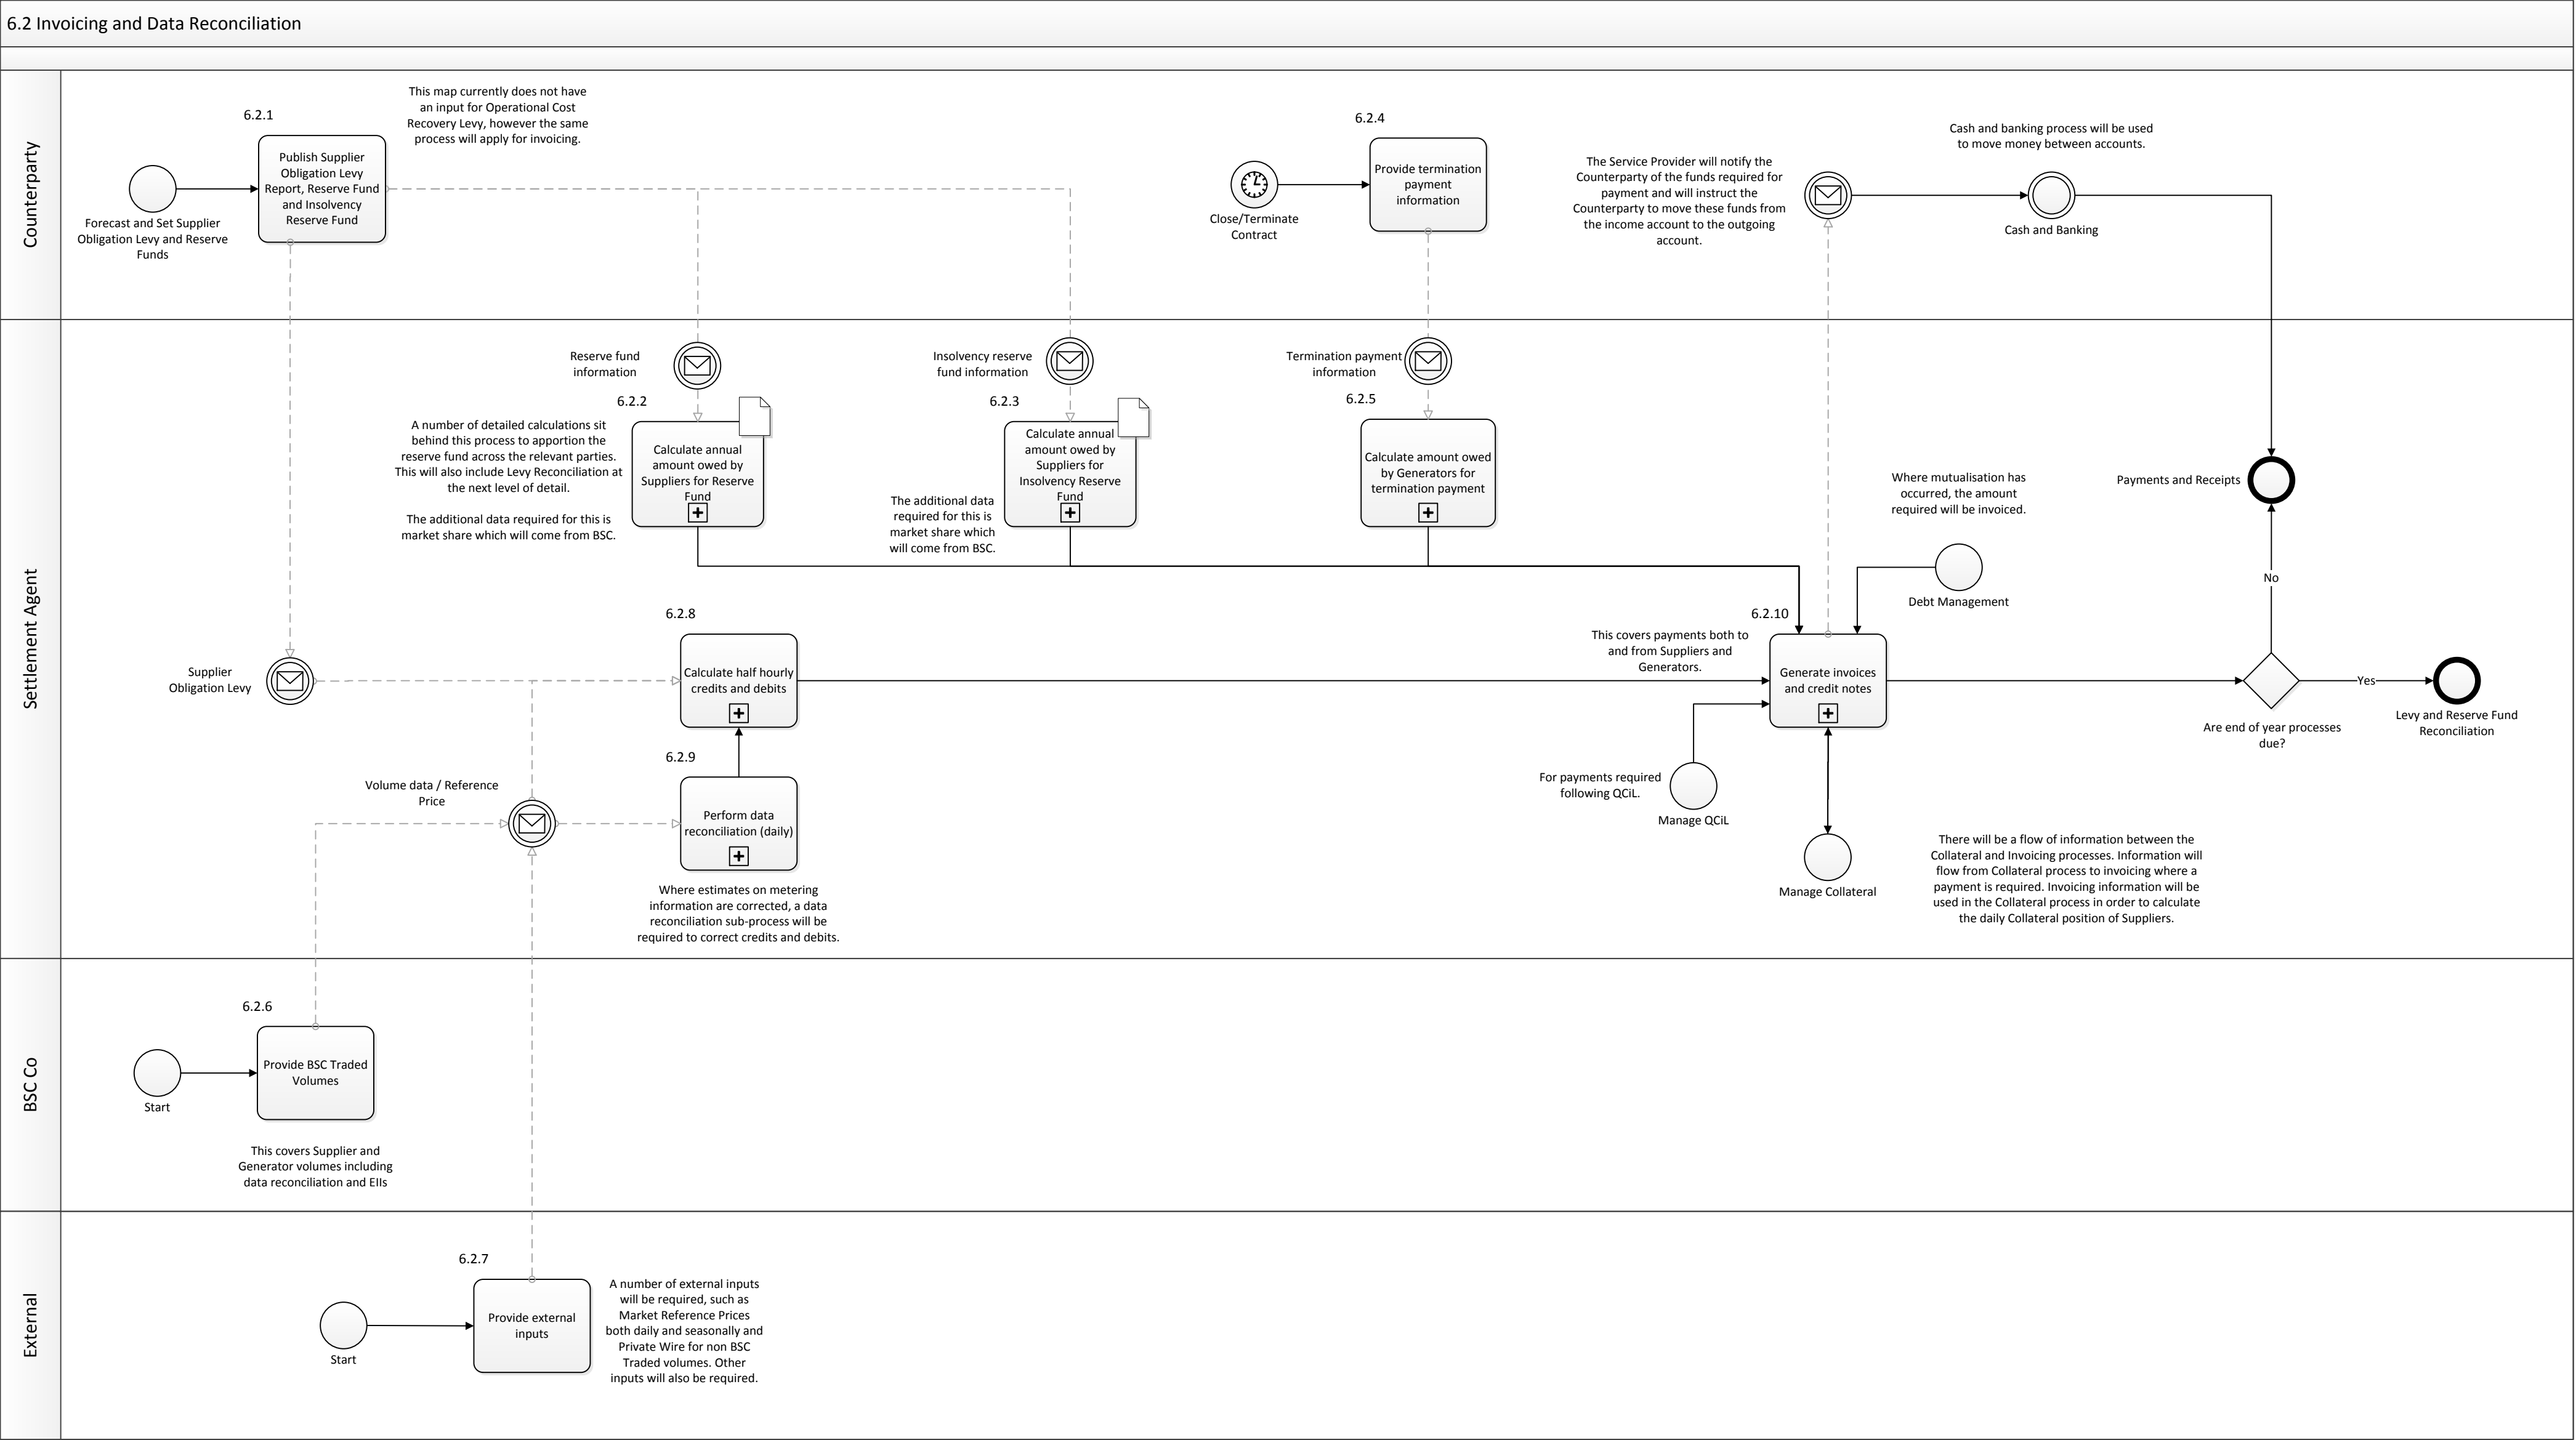 6.2 Invoicing and Data Reconciliation
Counterparty
6.2.1
Forecast and Set Supplier
Obligation Levy and Reserve
Funds
Publish Supplier
Obligation Levy
Report, Reserve Fund
and Insolvency
Reserve Fund
This map currently does not have
an input for Operational Cost
Recovery Levy, however the same
process will apply for invoicing.
Close/Terminate
Contract
6.2.4
Provide termination
payment
information
The Service Provider will notify the
Counterparty of the funds required for
payment and will instruct the
Counterparty to move these funds from
the income account to the outgoing
account.
Cash and banking process will be used
to move money between accounts.
Cash and Banking
Settlement Agent
Reserve fund
information
6.2.2
A number of detailed calculations sit
behind this process to apportion the
reserve fund across the relevant parties.
This will also include Levy Reconciliation at
the next level of detail.
The additional data required for this is
market share which will come from BSC.
Calculate annual
amount owed by
Suppliers for Reserve
Fund
Insolvency reserve
fund information
6.2.3
The additional data
required for this is
market share which
will come from BSC.
Calculate annual
amount owed by
Suppliers for
Insolvency Reserve
Fund
Termination payment
information
6.2.5
Calculate amount owed
by Generators for
termination payment
Where mutualisation has
occurred, the amount
required will be invoiced.
Debt Management
Payments and Receipts
No
Supplier
Obligation Levy
6.2.8
Calculate half hourly
credits and debits
This covers payments both to
and from Suppliers and
Generators.
6.2.10
Generate invoices
and credit notes
Are end of year processes
due?
Yes
Levy and Reserve Fund
Reconciliation
Volume data / Reference
Price
6.2.9
Perform data
reconciliation (daily)
Where estimates on metering
information are corrected, a data
reconciliation sub-process will be
required to correct credits and debits.
For payments required
following QCiL.
Manage QCiL
Manage Collateral
There will be a flow of information between the
Collateral and Invoicing processes. Information will
flow from Collateral process to invoicing where a
payment is required. Invoicing information will be
used in the Collateral process in order to calculate
the daily Collateral position of Suppliers.
BSC Co
6.2.6
Start
Provide BSC Traded
Volumes
This covers Supplier and
Generator volumes including
data reconciliation and EIIs
External
6.2.7
Start
Provide external
inputs
A number of external inputs
will be required, such as
Market Reference Prices
both daily and seasonally and
Private Wire for non BSC
Traded volumes. Other
inputs will also be required.